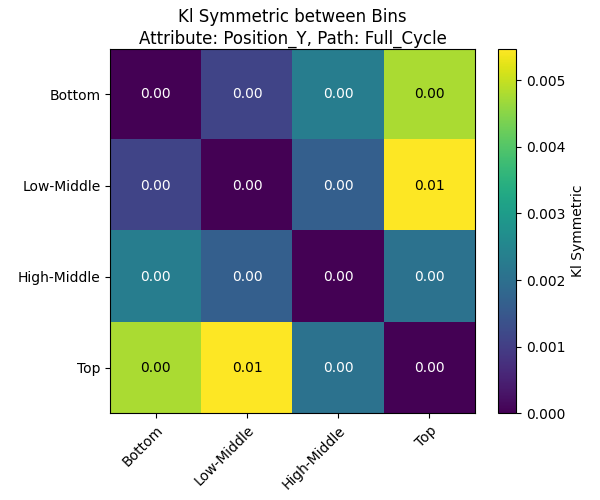 Kl Symmetric between Bins
Attribute: Position_Y, Path: Full_Cycle
Bottom 0.00 0.00 0.00 0.00
Low-Middle 0.00 0.00 0.00 0.01
High-Middle 0.00 0.00 0.00 0.00
Top 0.00 0.01 0.00 0.00
Bottom Low-Middle High-Middle Top
0.005
0.004
0.003
0.002
0.001
0.000
Kl Symmetric